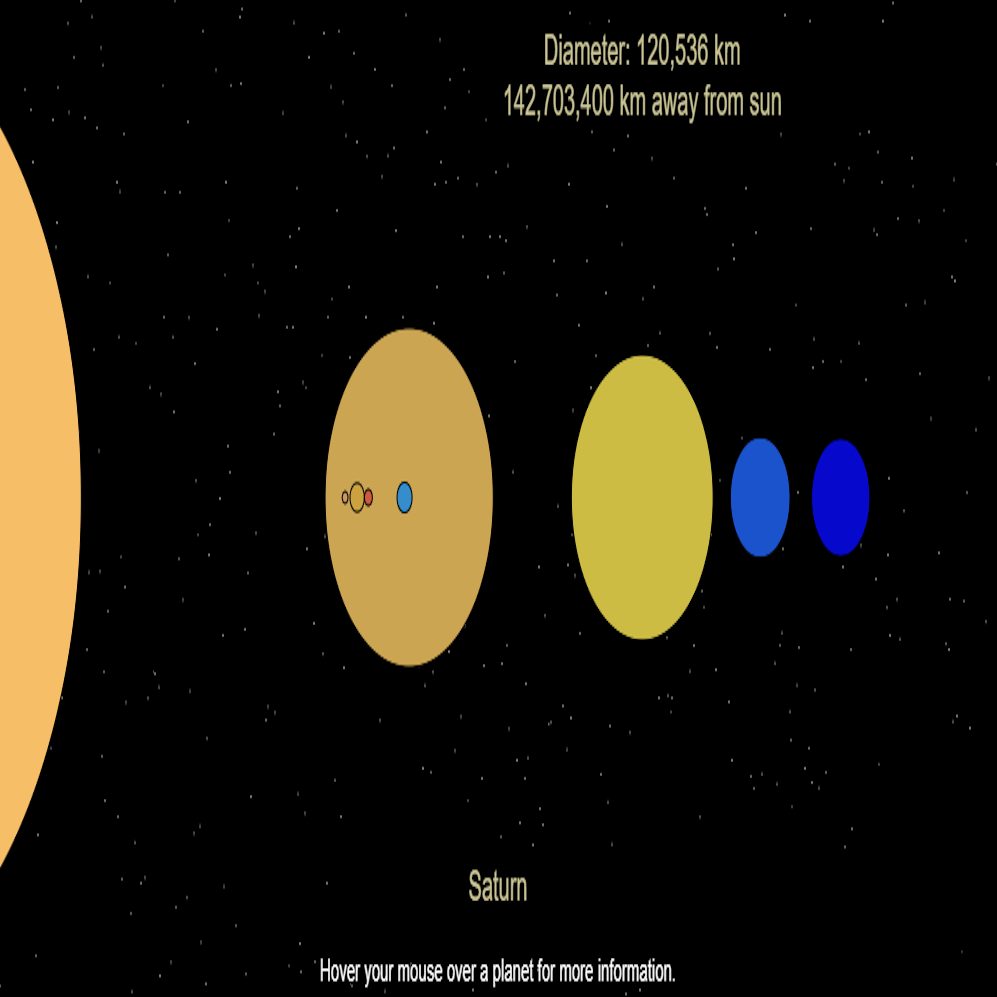 Diameter: 120,536 km
142,703,400 km away from sun
Saturn
Hover your mouse over a planet for more information.